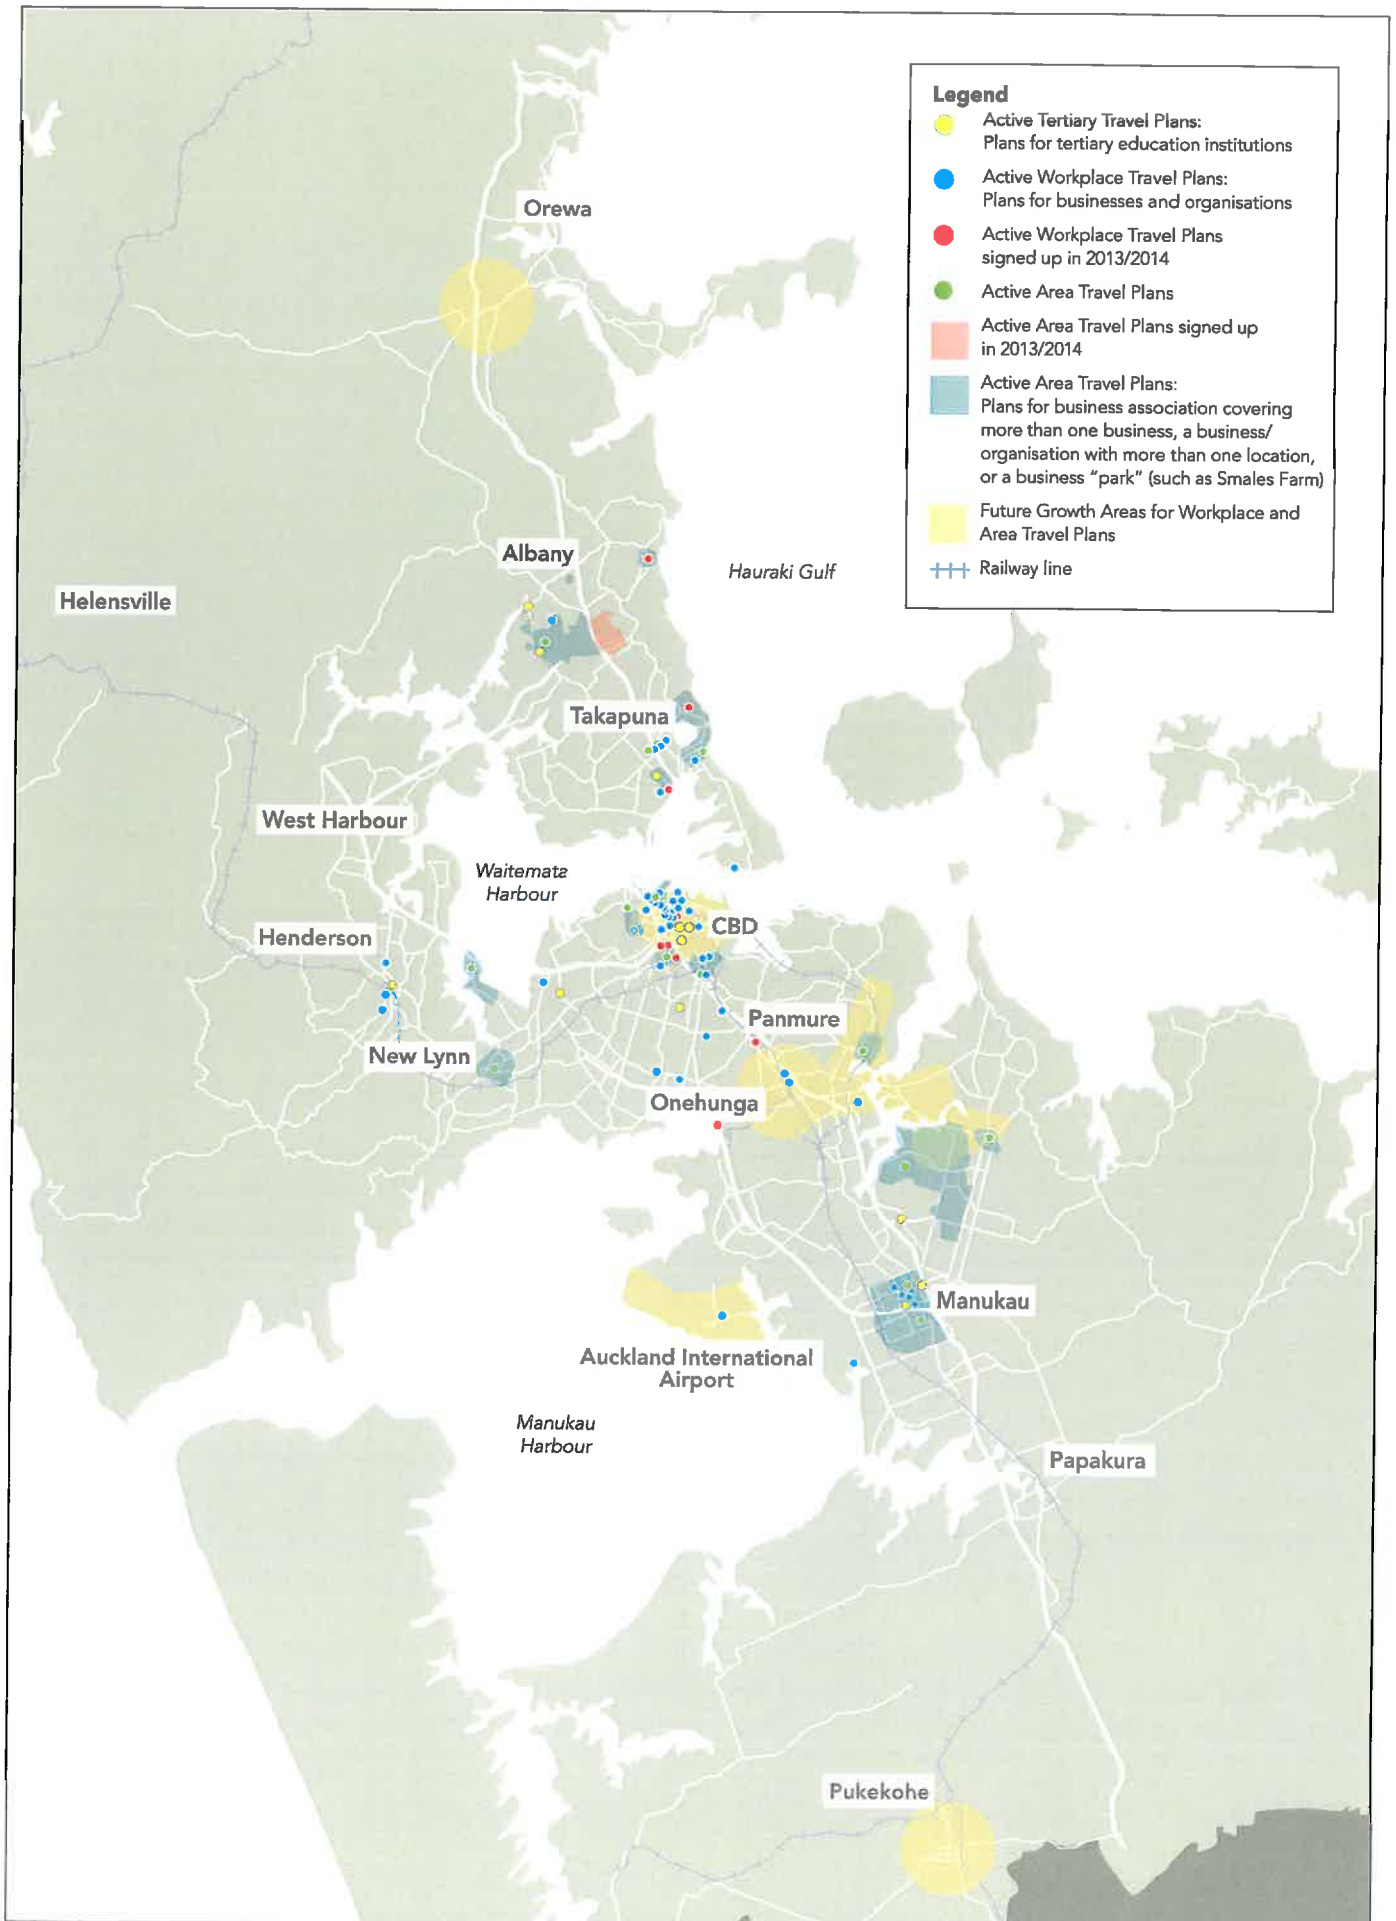 Legend
Active Tertiary Travel Plans:
Plans for tertiary education institutions
Active Workplace Travel Plans:
Plans for businesses and organisations
Active Workplace Travel Plans
signed up in 2013/2014
Active Area Travel Plans
Active Area Travel Plans signed up
in 2013/2014
Active Area Travel Plans:
Plans for business association covering
more than one business, a business/
organisation with more than one location,
or a business "park" (such as Smales Farm)
Future Growth Areas for Workplace and
Area Travel Plans
Railway line
Orewa
Albany
Hauraki Gulf
Helensville
Takapuna
West Harbour
Waitemata
Harbour
CBD
Henderson
Panmure
New Lynn
Onehunga
Manukau
Auckland International
Airport
Manukau
Harbour
Papakura
Pukekohe